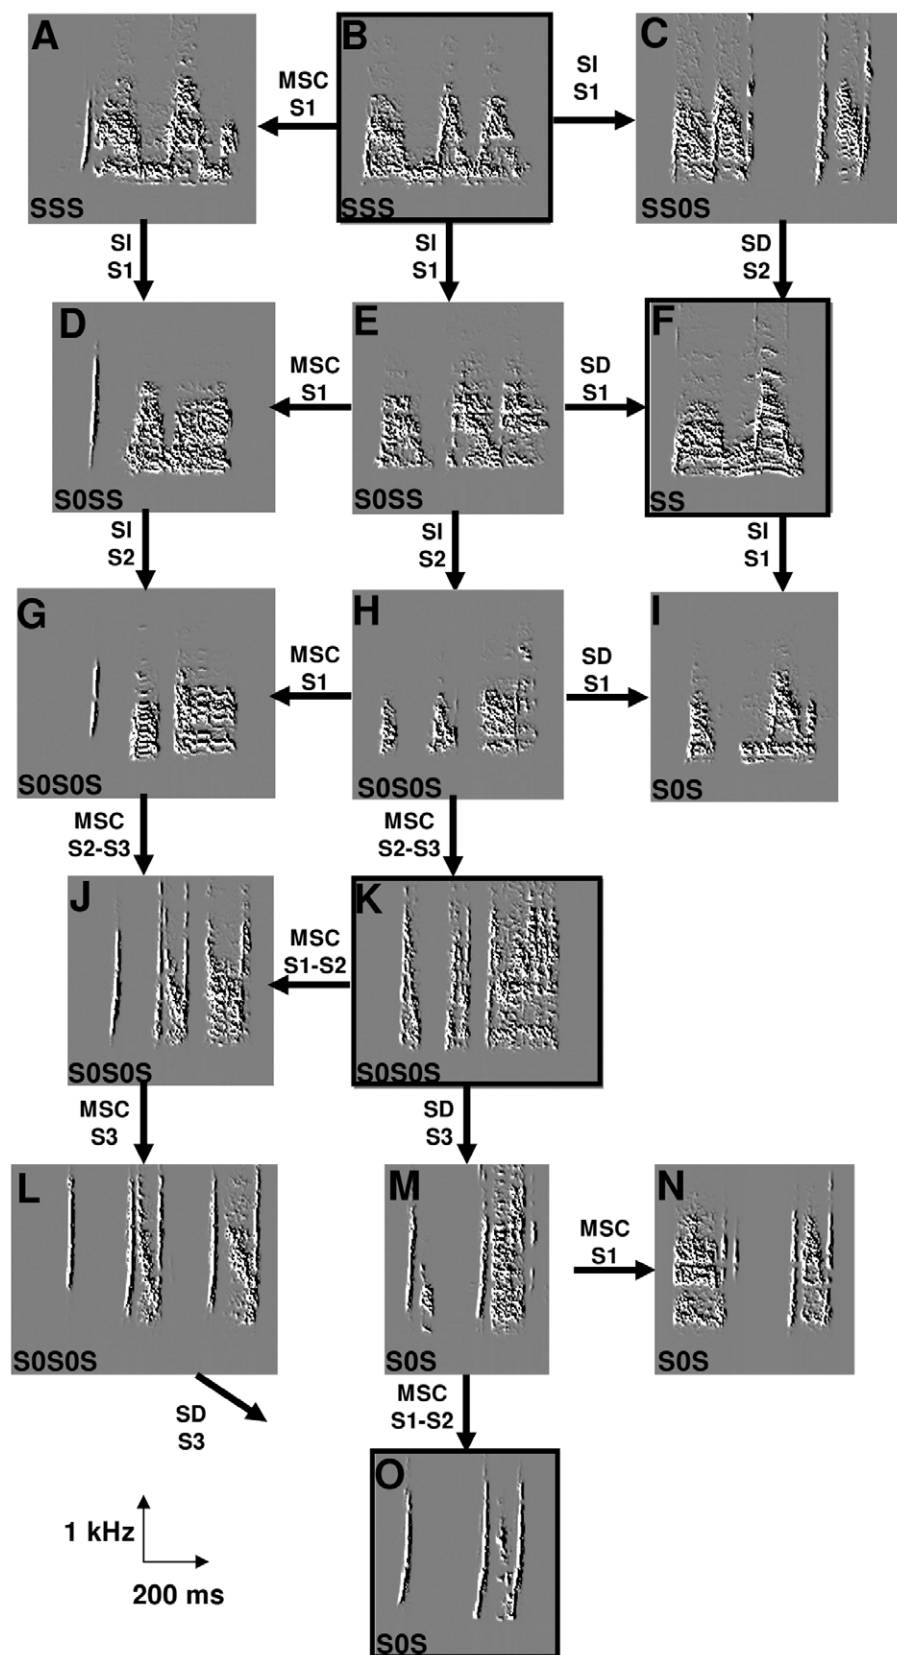 A
B
C
MSC
S1
SI
S1
SSS
SSS
SS0S
SI
S1
SI
S1
SD
S2
D
E
F
MSC
S1
SD
S1
S0SS
S0SS
SS
SI
S2
SI
S2
SI
S1
G
H
I
MSC
S1
SD
S1
S0S0S
S0S0S
S0S
MSC
S2-S3
MSC
S2-S3
J
K
MSC
S1-S2
S0S0S
S0S0S
MSC
S3
SD
S3
L
M
N
MSC
S1
S0S0S
S0S
S0S
SD
S3
MSC
S1-S2
O
1 kHz
200 ms
S0S